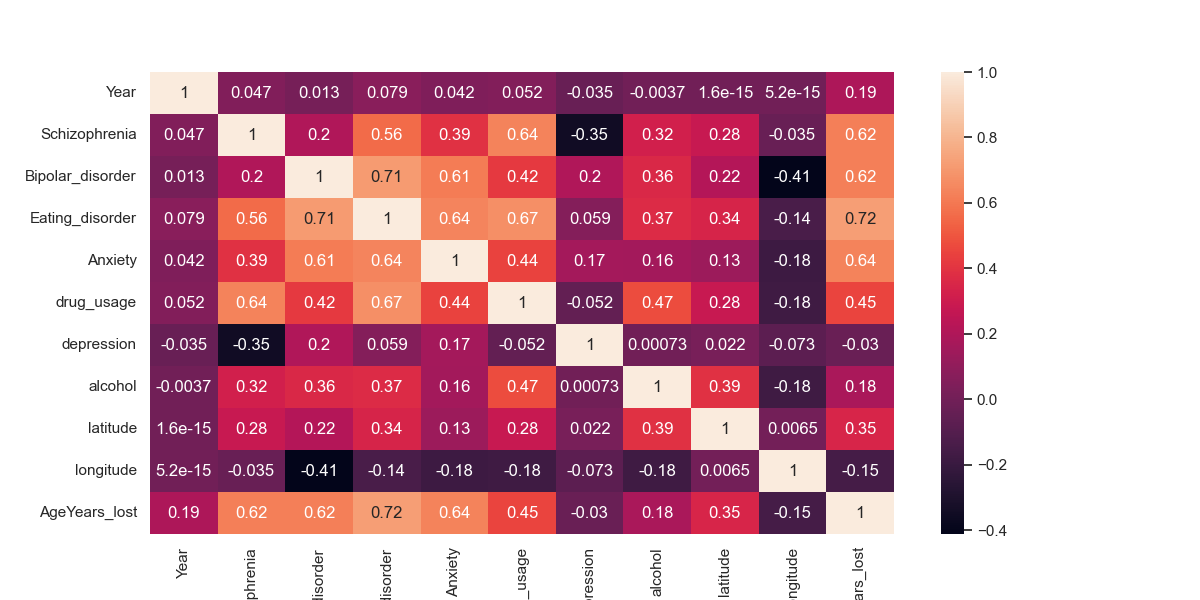 Year 1 0.047 0.013 0.079 0.042 0.052 -0.035 -0.0037 1.6e-15 5.2e-15 0.19
Schizophrenia 0.047 1 0.2 0.56 0.39 0.64 -0.35 0.32 0.28 -0.035 0.62
Bipolar_disorder 0.013 0.2 1 0.71 0.61 0.42 0.2 0.36 0.22 -0.41 0.62
Eating_disorder 0.079 0.56 0.71 1 0.64 0.67 0.059 0.37 0.34 -0.14 0.72
Anxiety 0.042 0.39 0.61 0.64 1 0.44 0.17 0.16 0.13 -0.18 0.64
drug_usage 0.052 0.64 0.42 0.67 0.44 1 -0.052 0.47 0.28 -0.18 0.45
depression -0.035 -0.35 0.2 0.059 0.17 -0.052 1 0.00073 0.022 -0.073 -0.03
alcohol -0.0037 0.32 0.36 0.37 0.16 0.47 0.00073 1 0.39 -0.18 0.18
latitude 1.6e-15 0.28 0.22 0.34 0.13 0.28 0.022 0.39 1 0.0065 0.35
longitude 5.2e-15 -0.035 -0.41 -0.14 -0.18 -0.18 -0.073 -0.18 0.0065 1 -0.15
AgeYears_lost 0.19 0.62 0.62 0.72 0.64 0.45 -0.03 0.18 0.35 -0.15 1
Year
phrenia
disorder
disorder
Anxiety
_usage
pression
alcohol
latitude
ngitude
ars_lost
1.0
0.8
0.6
0.4
0.2
0.0
−0.2
−0.4